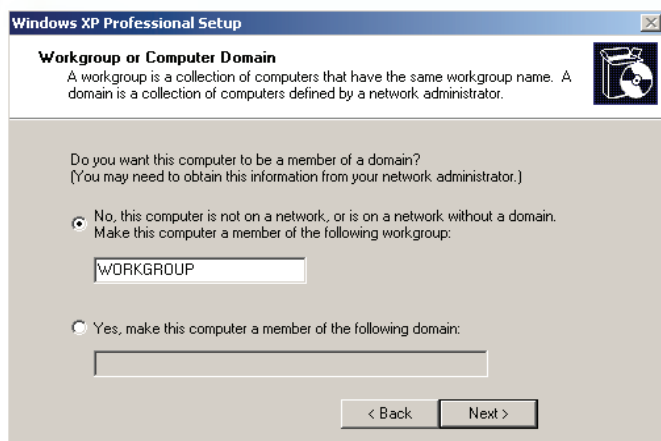 Windows XP Professional Setup
Workgroup or Computer Domain
A workgroup is a collection of computers that have the same workgroup name. A
domain is a collection of computers defined by a network administrator.
Do you want this computer to be a member of a domain?
(You may need to obtain this information from your network administrator.)
No, this computer is not on a network, or is on a network without a domain.
Make this computer a member of the following workgroup:
WORKGROUP
Yes, make this computer a member of the following domain:
< Back
Next >